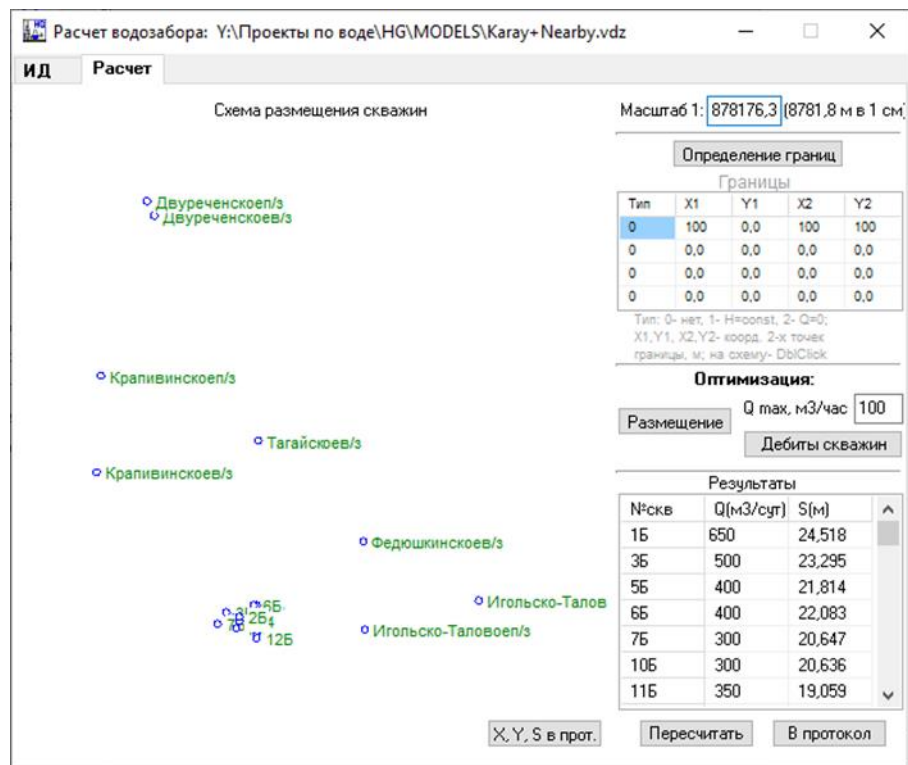 Расчет водозабора: Y:\Проекты по воде\HG\MODELS\Karay+Nearby.vdz
ИД Расчет
Схема размещения скважин
Масштаб 1: 878176,3 (8781,8 м в 1 см)
Определение границ
Границы
Тип X1 Y1 X2 Y2
0 100 0,0 100 100
0 0,0 0,0 0,0 0,0
0 0,0 0,0 0,0 0,0
0 0,0 0,0 0,0 0,0
Тип: 0- нет, 1- H=const, 2- Q=0;
X1,Y1, X2,Y2- коорд. 2-х точек
границы, м; на схему- DblClick
Двуреченскоеп/з
Двуреченскоев/з
Крапивинскоеп/з
Тагайскоев/з
Крапивинскоев/з
Федюшкинскоев/з
Игольско-Талов
Игольско-Таловоеп/з
6Б
2Б
12Б
Оптимизация:
Q max, м3/час 100
Размещение
Дебиты скважин
Результаты
№скв Q(м3/сут) S(м)
1Б 650 24,518
3Б 500 23,295
5Б 400 21,814
6Б 400 22,083
7Б 300 20,647
10Б 300 20,636
11Б 350 19,059
X, Y, S в прот. Пересчитать В протокол